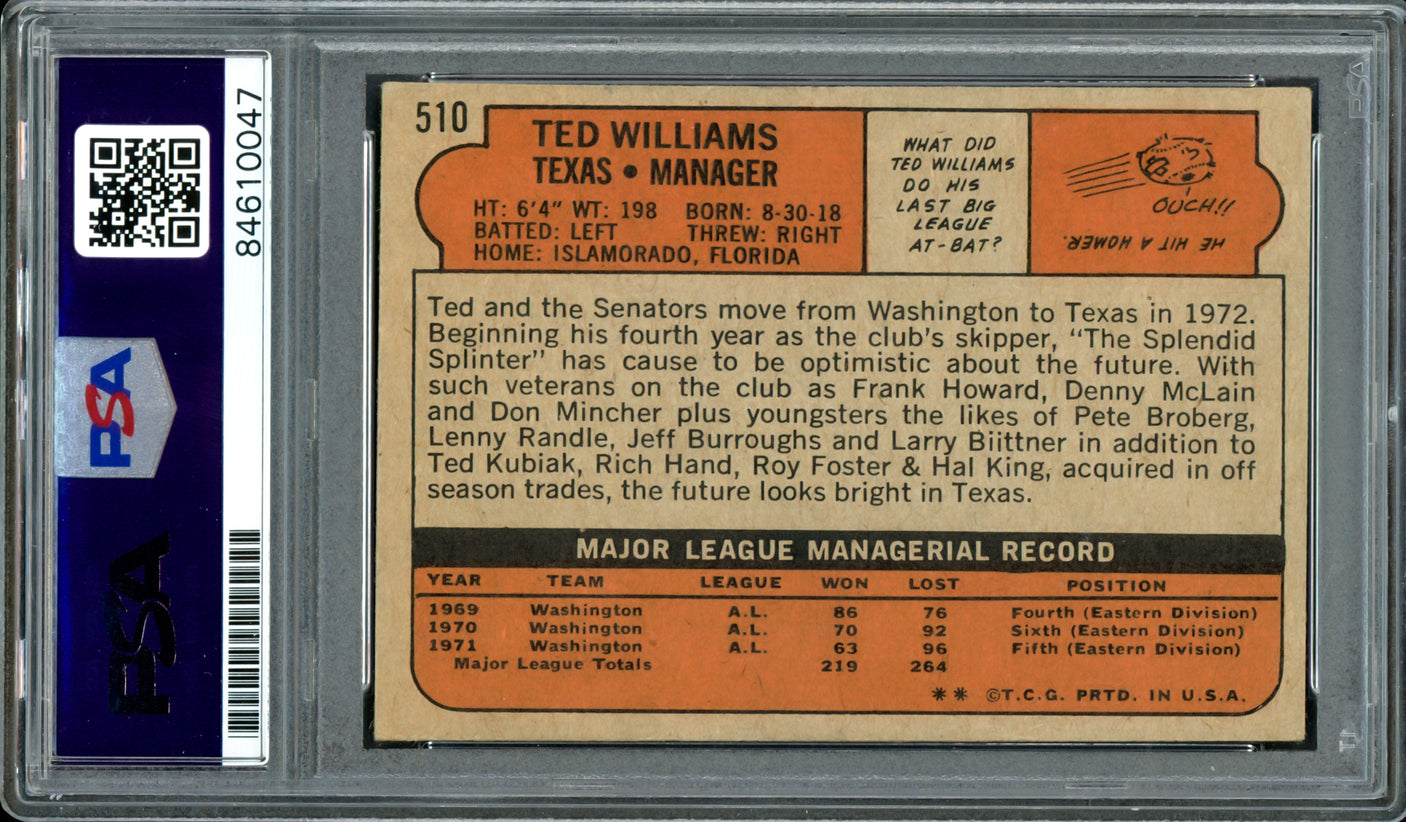 84610047
PSA
PSA
510
TED WILLIAMS
TEXAS • MANAGER
HT: 6'4" WT: 198 BORN: 8-30-18
BATTED: LEFT THREW: RIGHT
HOME: ISLAMORADO, FLORIDA
WHAT DID
TED WILLIAMS
DO HIS
LAST BIG
LEAGUE
AT-BAT?
OUCH!!
HE HIT A HOMER.
Ted and the Senators move from Washington to Texas in 1972.
Beginning his fourth year as the club's skipper, "The Splendid
Splinter" has cause to be optimistic about the future. With
such veterans on the club as Frank Howard, Denny McLain
and Don Mincher plus youngsters the likes of Pete Broberg,
Lenny Randle, Jeff Burroughs and Larry Biittner in addition to
Ted Kubiak, Rich Hand, Roy Foster & Hal King, acquired in off
season trades, the future looks bright in Texas.
MAJOR LEAGUE MANAGERIAL RECORD
YEAR TEAM LEAGUE WON LOST POSITION
1969 Washington A.L. 86 76 Fourth (Eastern Division)
1970 Washington A.L. 70 92 Sixth (Eastern Division)
1971 Washington A.L. 63 96 Fifth (Eastern Division)
Major League Totals 219 264
** ©T.C.G. PRTD. IN U.S.A.
PSA